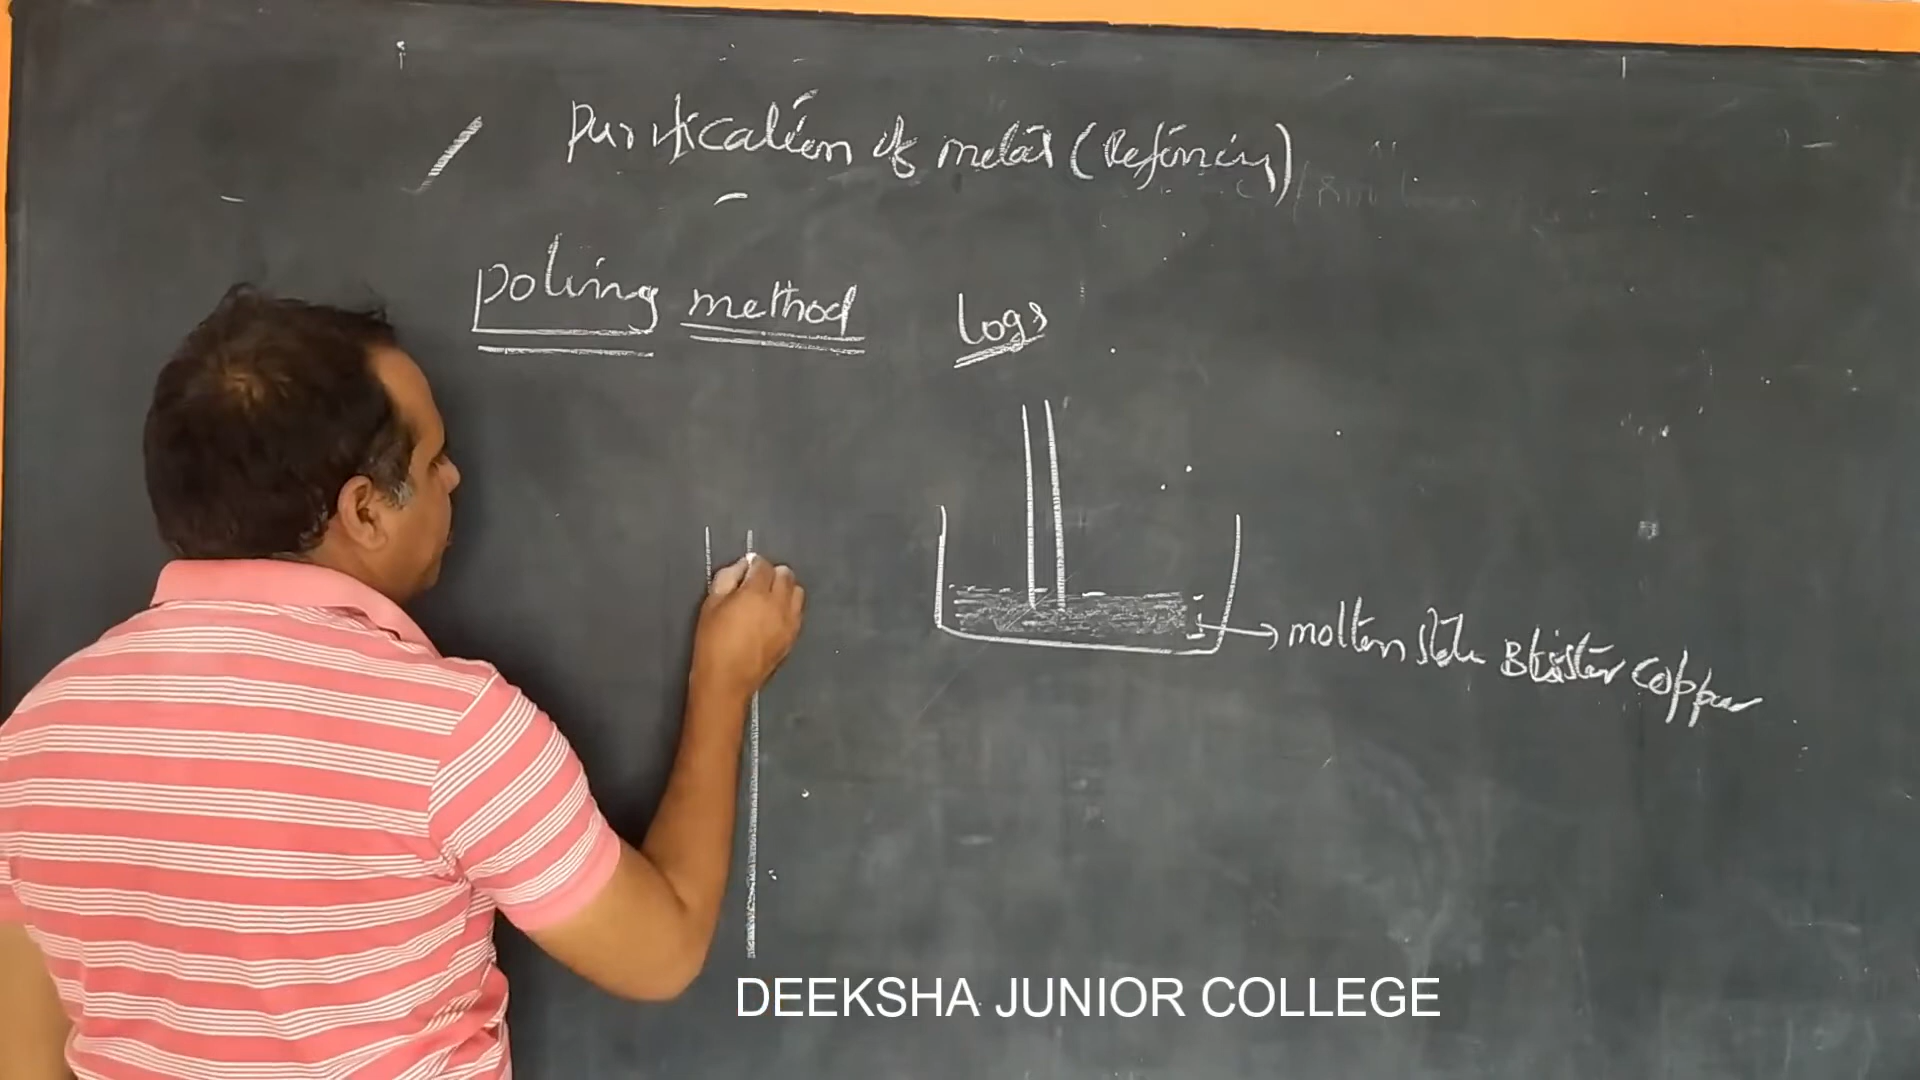 Purification of metal (Refining)
Poling method
Logs
molten state Blister Copper
DEEKSHA JUNIOR COLLEGE